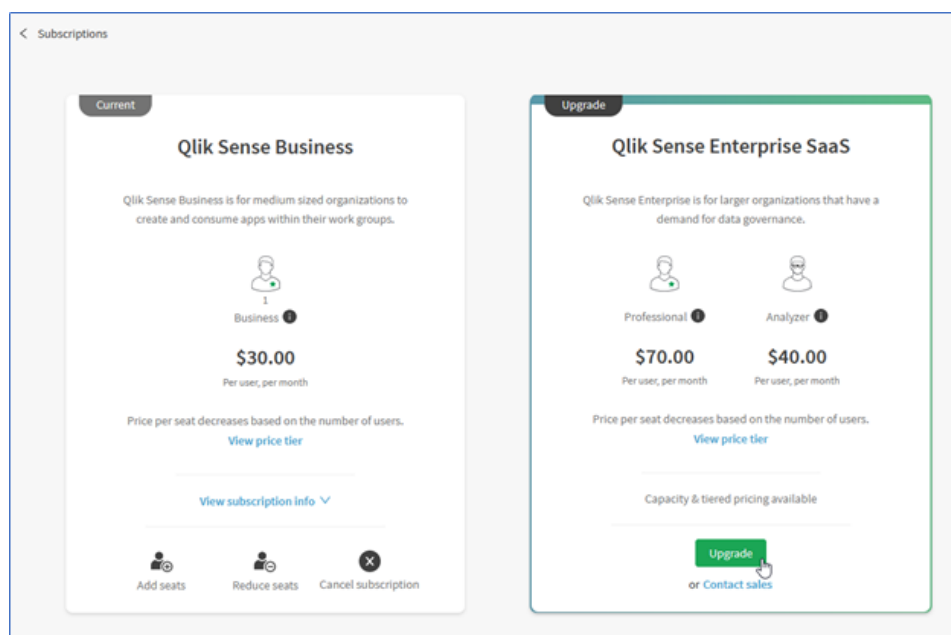 Subscriptions
Current
Qlik Sense Business
Qlik Sense Business is for medium sized organizations to
create and consume apps within their work groups.
1
Business
$30.00
Per user, per month
Price per seat decreases based on the number of users.
View price tier
View subscription info
Add seats
Reduce seats
Cancel subscription
Upgrade
Qlik Sense Enterprise SaaS
Qlik Sense Enterprise is for larger organizations that have a
demand for data governance.
Professional
Analyzer
$70.00
$40.00
Per user, per month
Per user, per month
Price per seat decreases based on the number of users.
View price tier
Capacity & tiered pricing available
Upgrade
or Contact sales